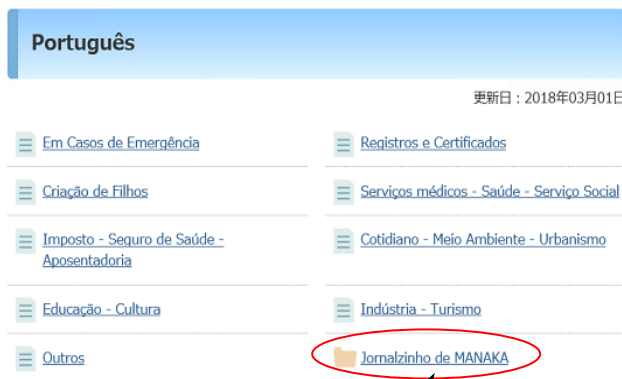 Português
更新日：2018年03月01日
Em Casos de Emergência
Registros e Certificados
Criação de Filhos
Serviços médicos - Saúde - Serviço Social
Imposto - Seguro de Saúde -
Aposentadoria
Cotidiano - Meio Ambiente - Urbanismo
Educação - Cultura
Indústria - Turismo
Outros
Jornalzinho de MANAKA